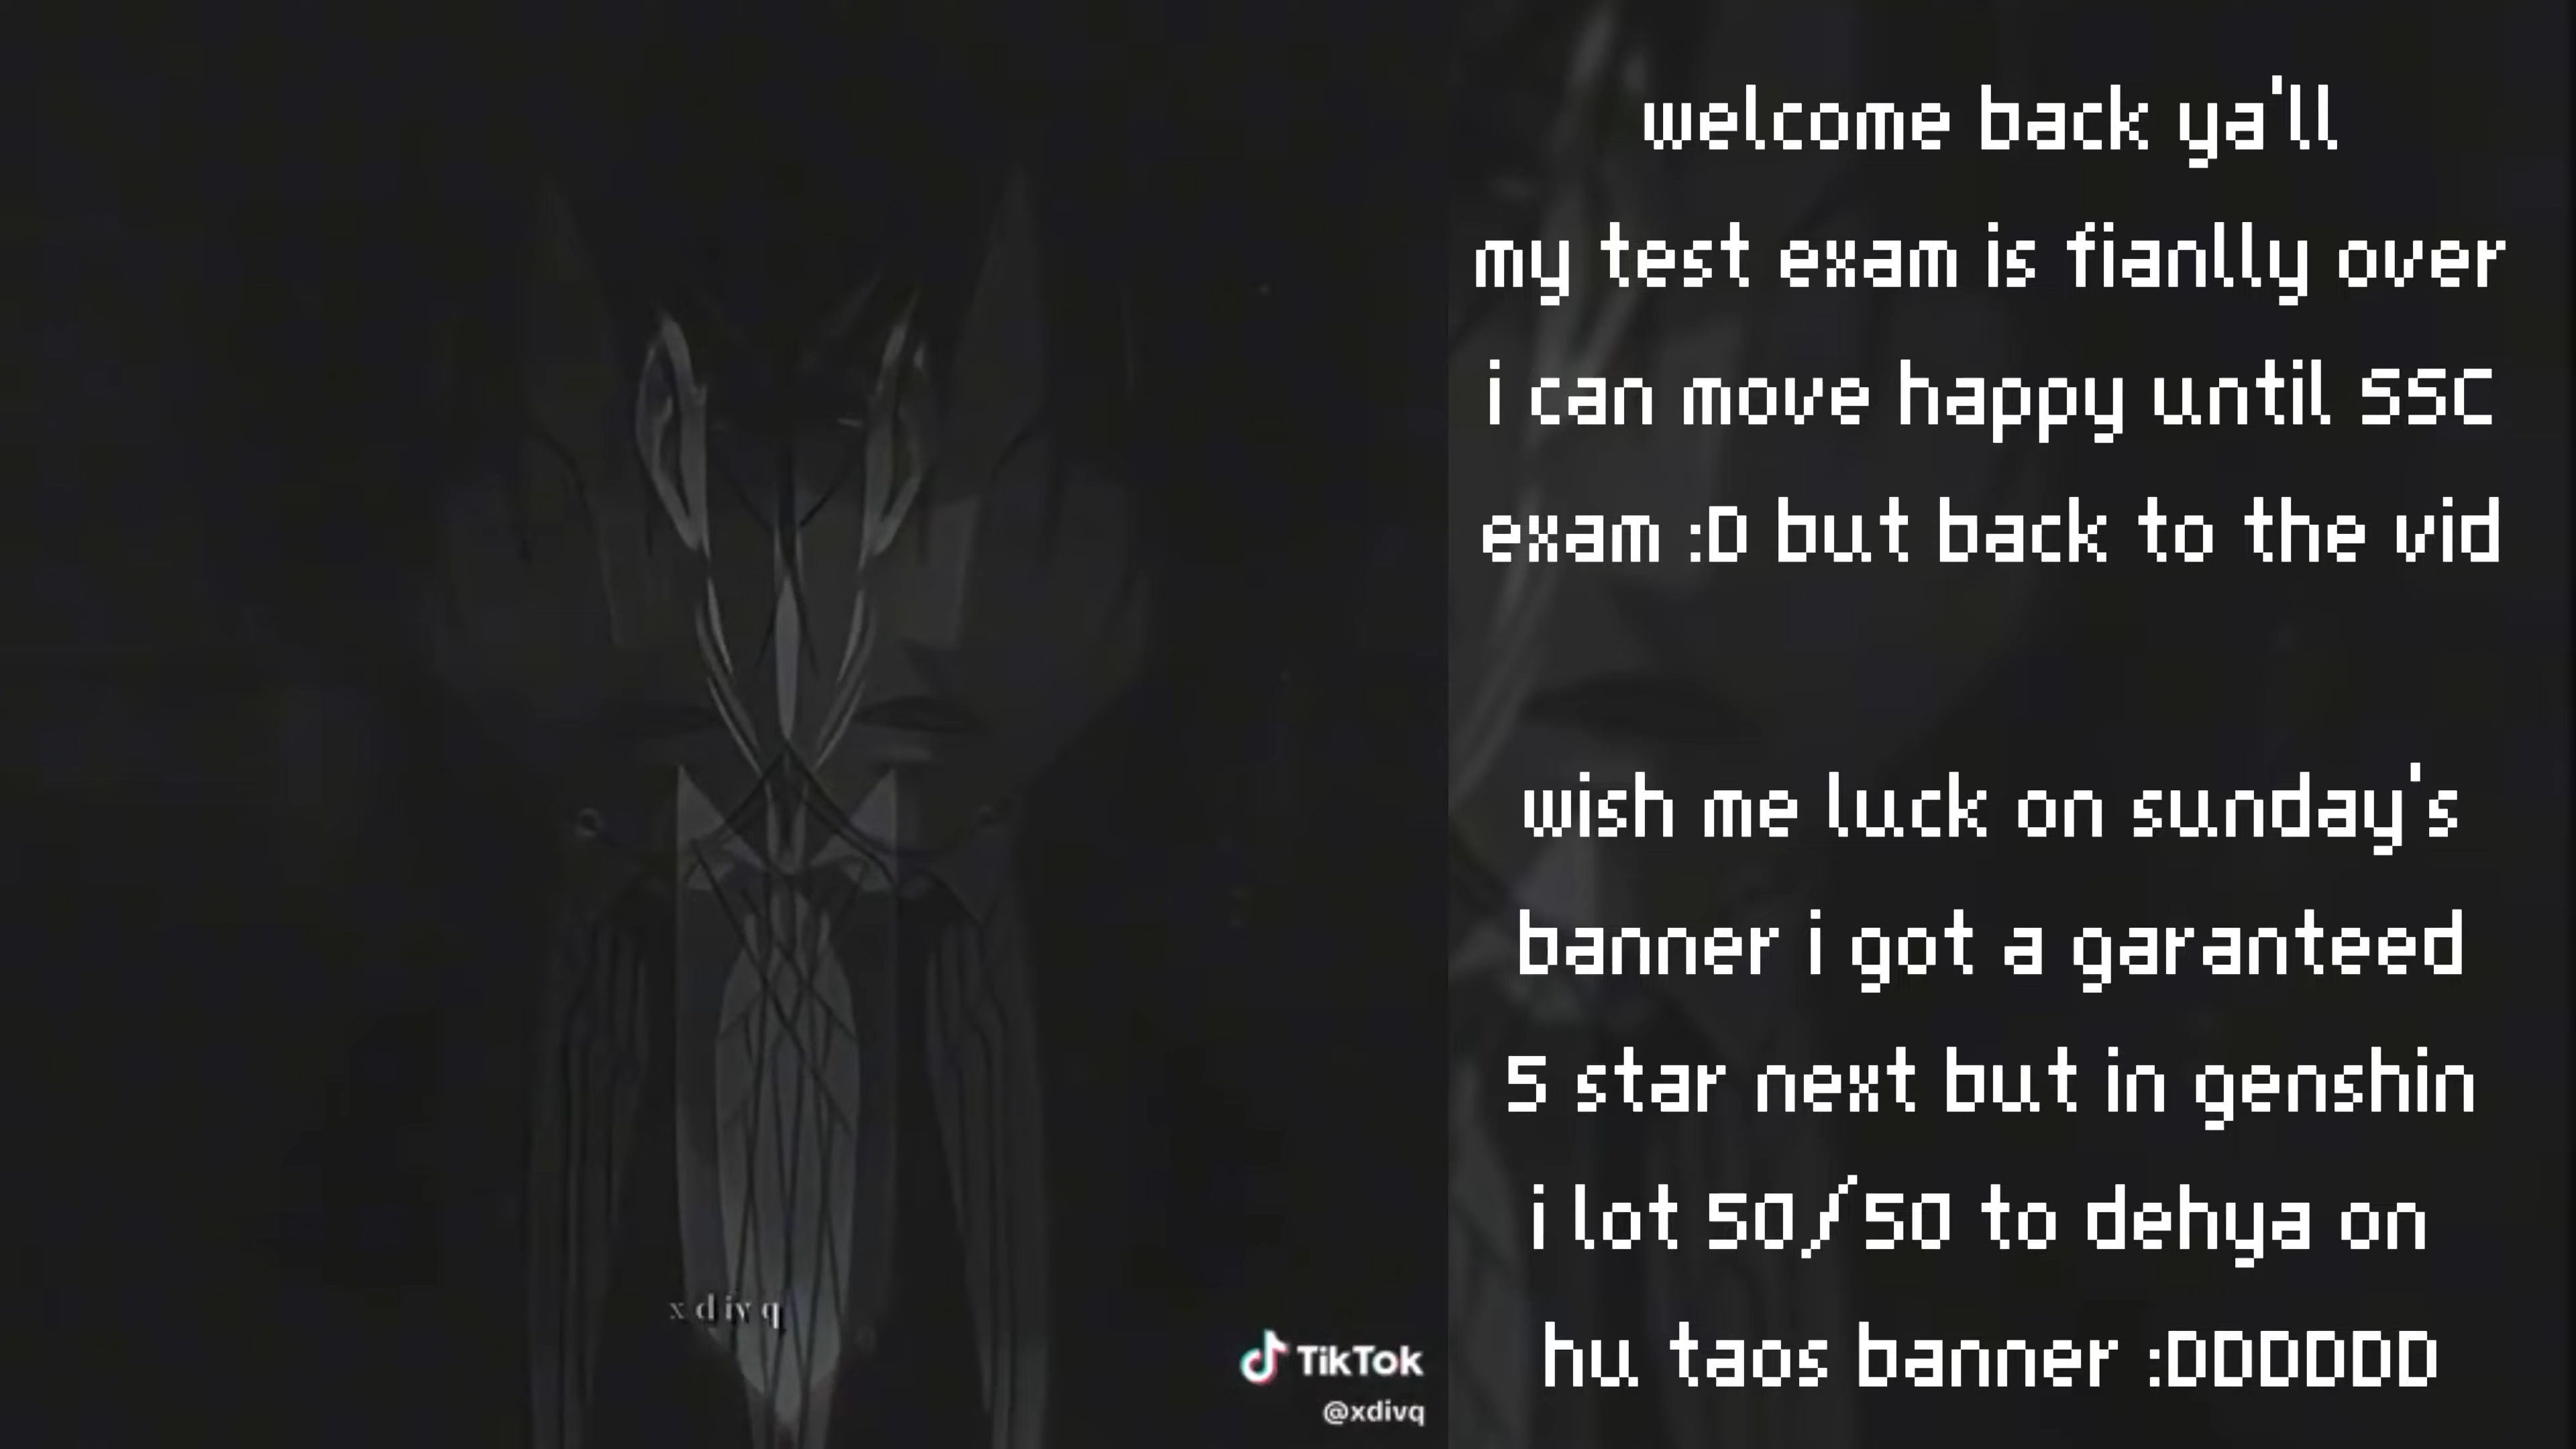 welcome back ya'll
my test exam is fianlly over
i can move happy until SSC
exam :D but back to the vid
wish me luck on sunday's
banner i got a garanteed
5 star next but in genshin
i lot 50/50 to dehya on
hu taos banner :DDDDDD
x d i v q
TikTok
@xdivq